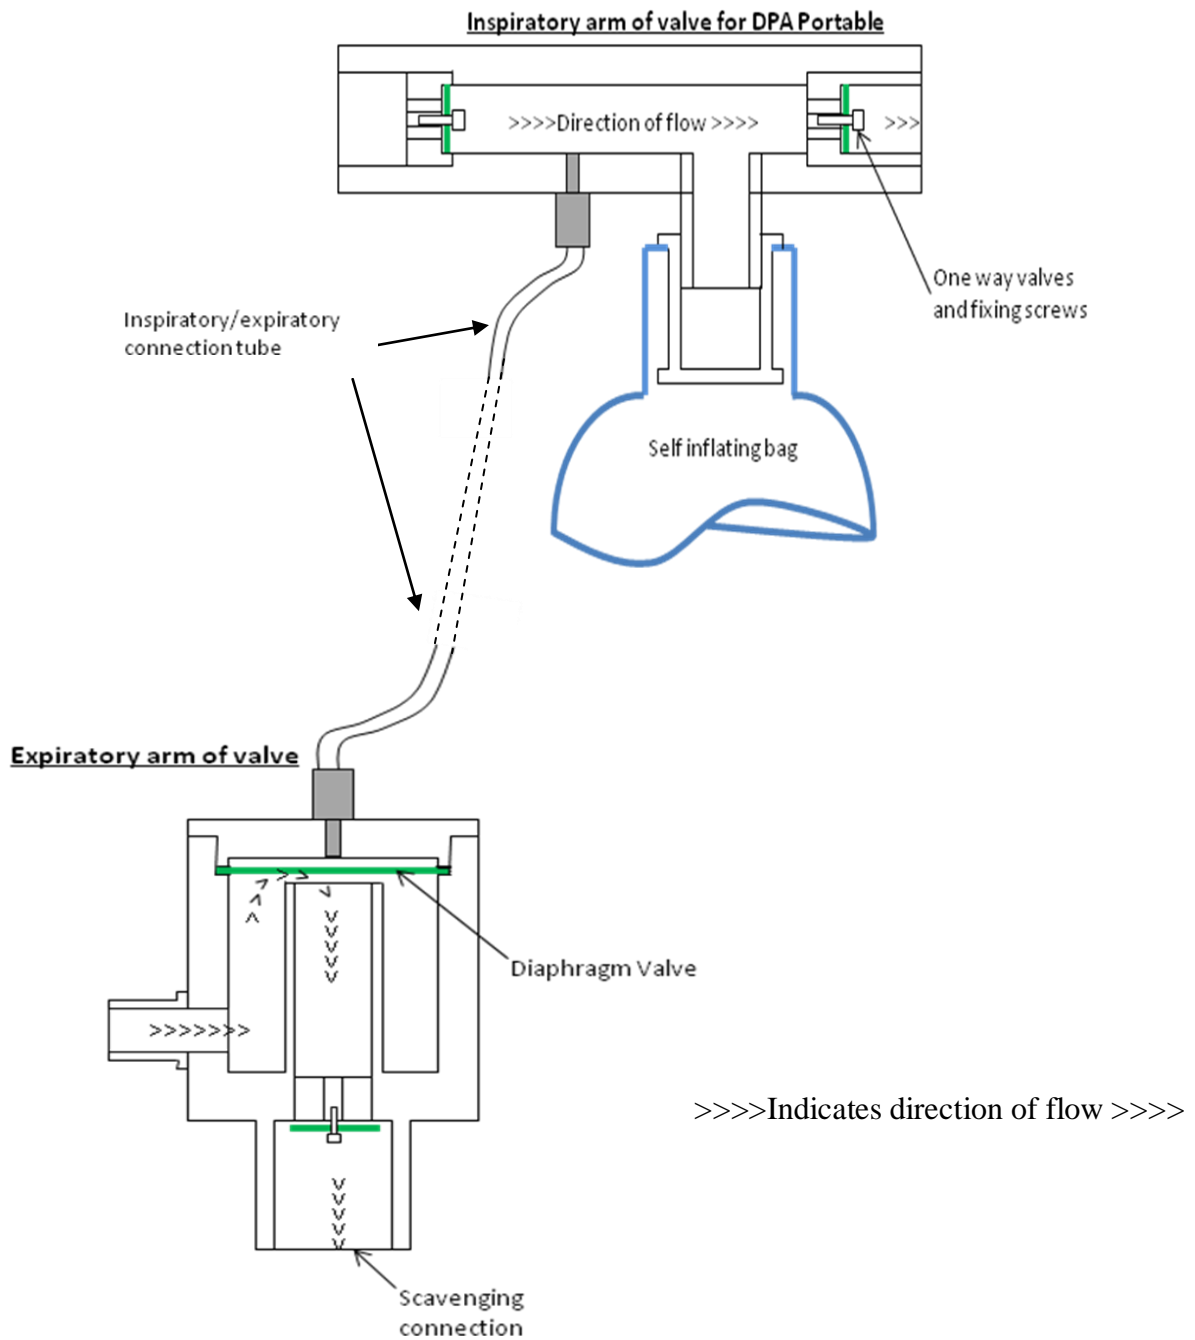 Inspiratory arm of valve for DPA Portable
>>>>Direction of flow >>>>
>>>
One way valves
and fixing screws
Inspiratory/expiratory
connection tube
Self inflating bag
Expiratory arm of valve
Diaphragm Valve
>>>>>>>
>>>>Indicates direction of flow >>>>
Scavenging
connection